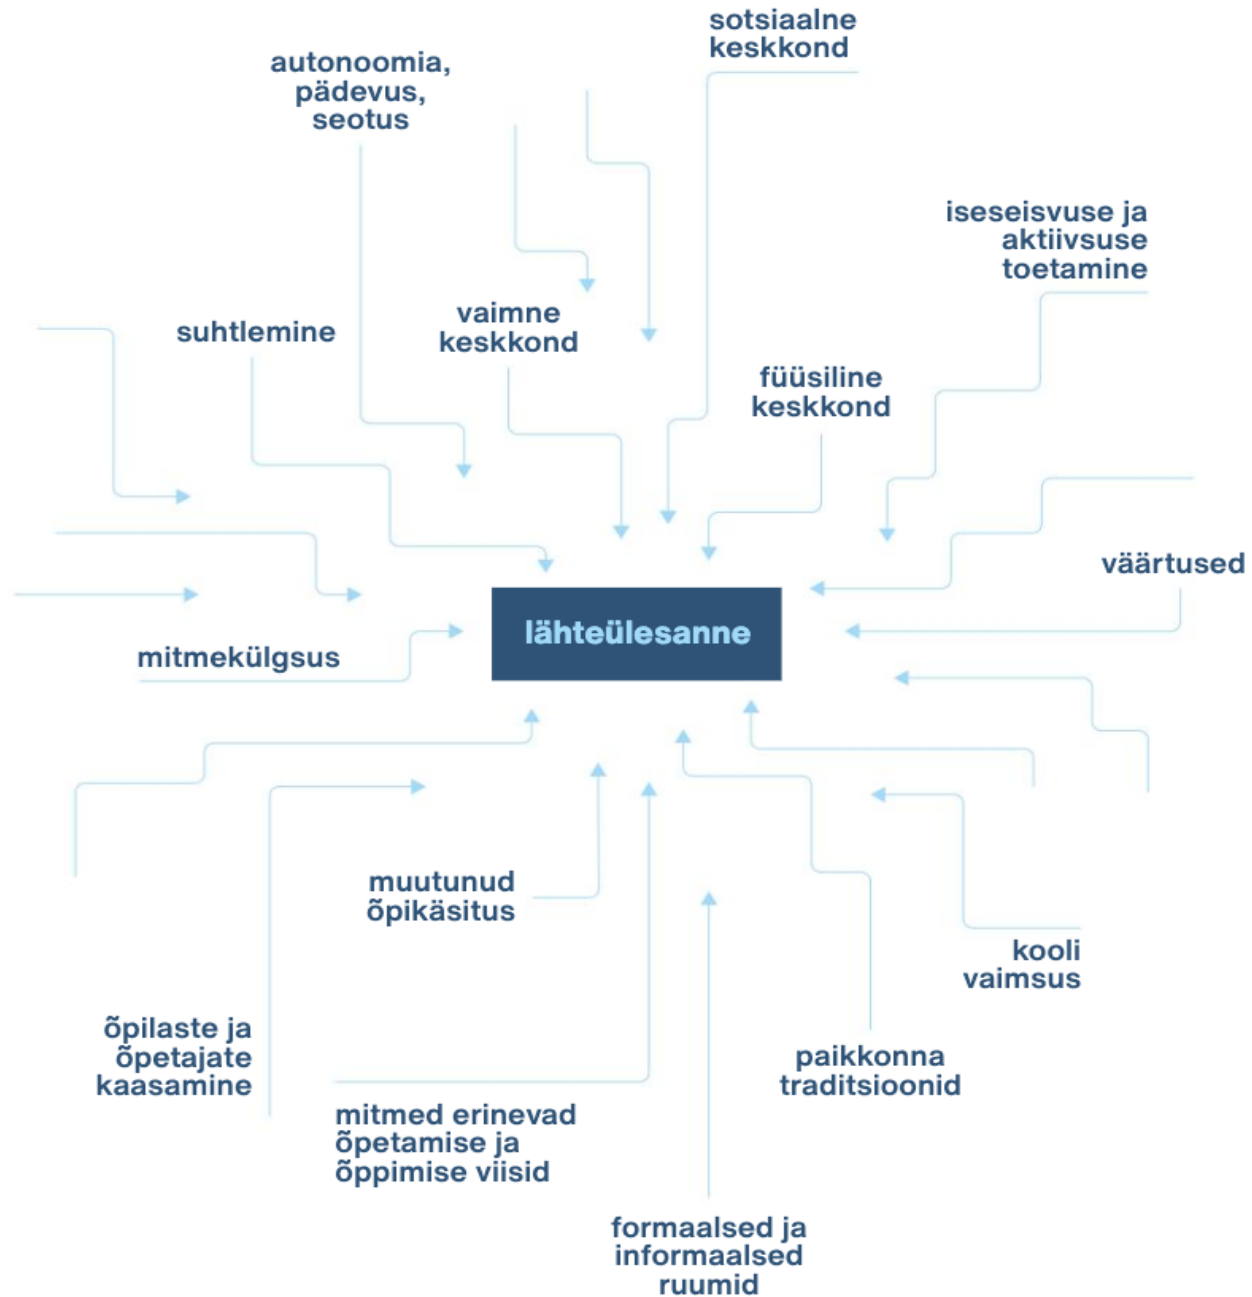 sotsiaalne
keskkond
autonoomia,
pädevus,
seotus
iseseisvuse ja
aktiivsuse
toetamine
vaimne
keskkond
suhtlemine
füüsiline
keskkond
väärtused
lähteülesanne
mitmekülgsus
muutunud
õpikäsitus
kooli
vaimsus
õpilaste ja
õpetajate
kaasamine
paikkonna
traditsioonid
mitmed erinevad
õpetamise ja
õppimise viisid
formaalsed ja
informaalsed
ruumid